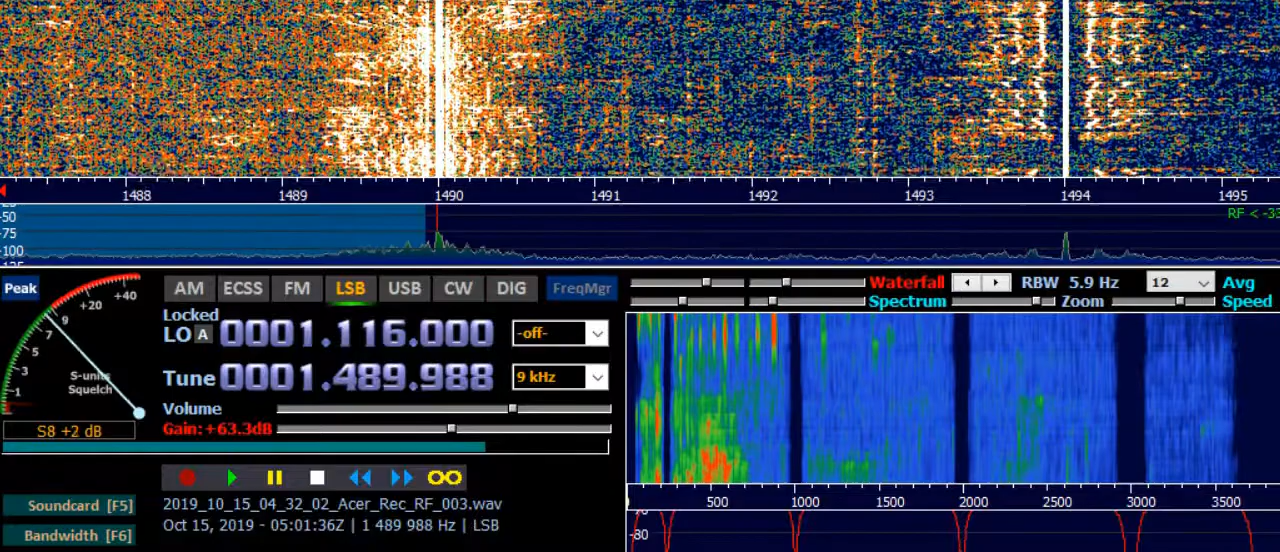 1488 1489 1490 1491 1492 1493 1494 1495
-50
-75
-100
RF < -33
Peak
1 3 5 7 9 +20 +40
S-units
Squelch
S8 +2 dB
AM ECSS FM LSB USB CW DIG FreqMgr
Locked
LO A 0001.116.000 -off-
Tune 0001.489.988 9 kHz
Volume
Gain: +63.3dB
Waterfall RBW 5.9 Hz 12 Avg
Spectrum Zoom Speed
2019_10_15_04_32_02_Acer_Rec_RF_003.wav
Oct 15, 2019 - 05:01:36Z | 1 489 988 Hz | LSB
Soundcard [F5]
Bandwidth [F6]
0 500 1000 1500 2000 2500 3000 3500
-80